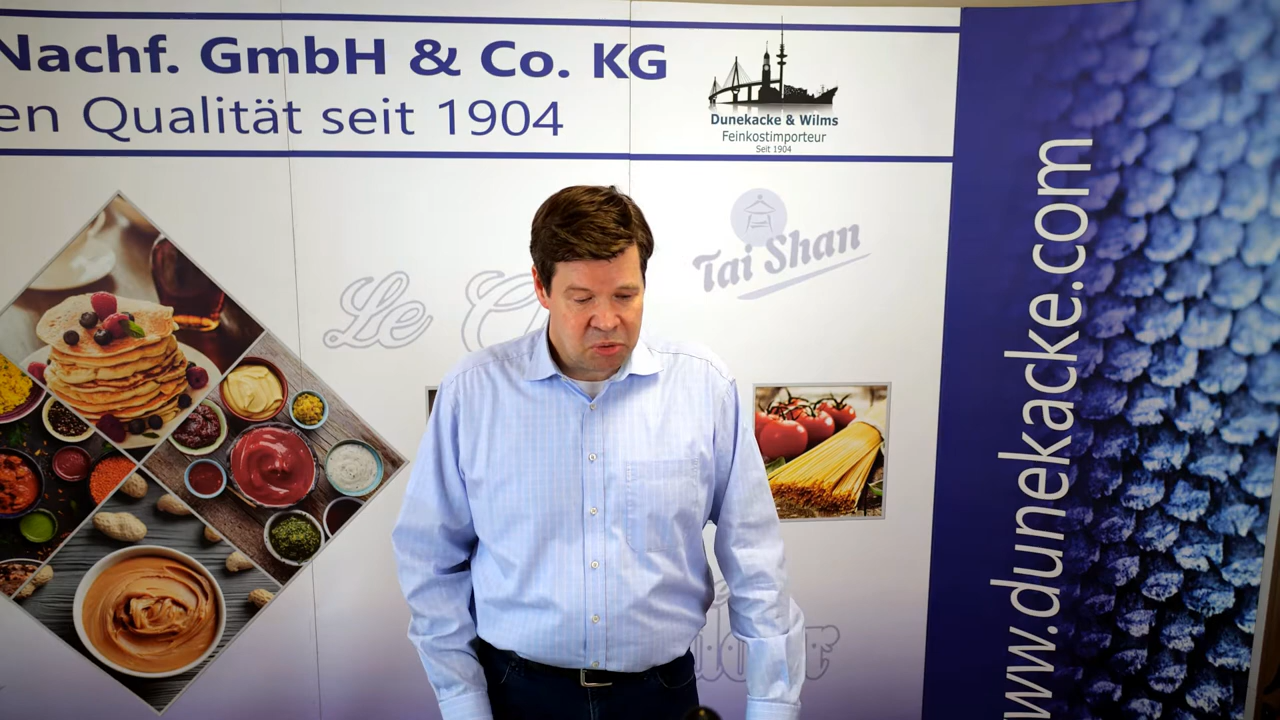 Nachf. GmbH & Co. KG
en Qualität seit 1904
Dunekacke & Wilms
Feinkostimporteur
Seit 1904
Tai Shan
Le
www.dunekacke.com